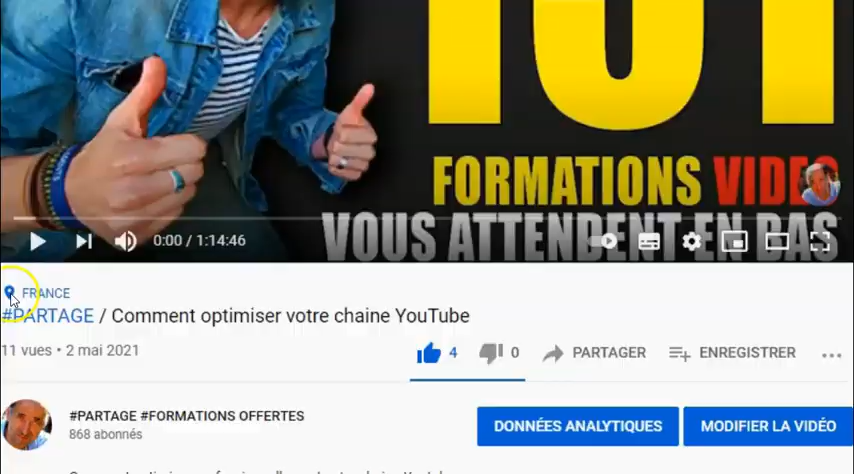 101
FORMATIONS VIDEO
VOUS ATTENDENT EN BAS
0:00 / 1:14:46
FRANCE
#PARTAGE / Comment optimiser votre chaine YouTube
11 vues • 2 mai 2021
4
0
PARTAGER
ENREGISTRER
#PARTAGE #FORMATIONS OFFERTES
868 abonnés
DONNÉES ANALYTIQUES
MODIFIER LA VIDÉO